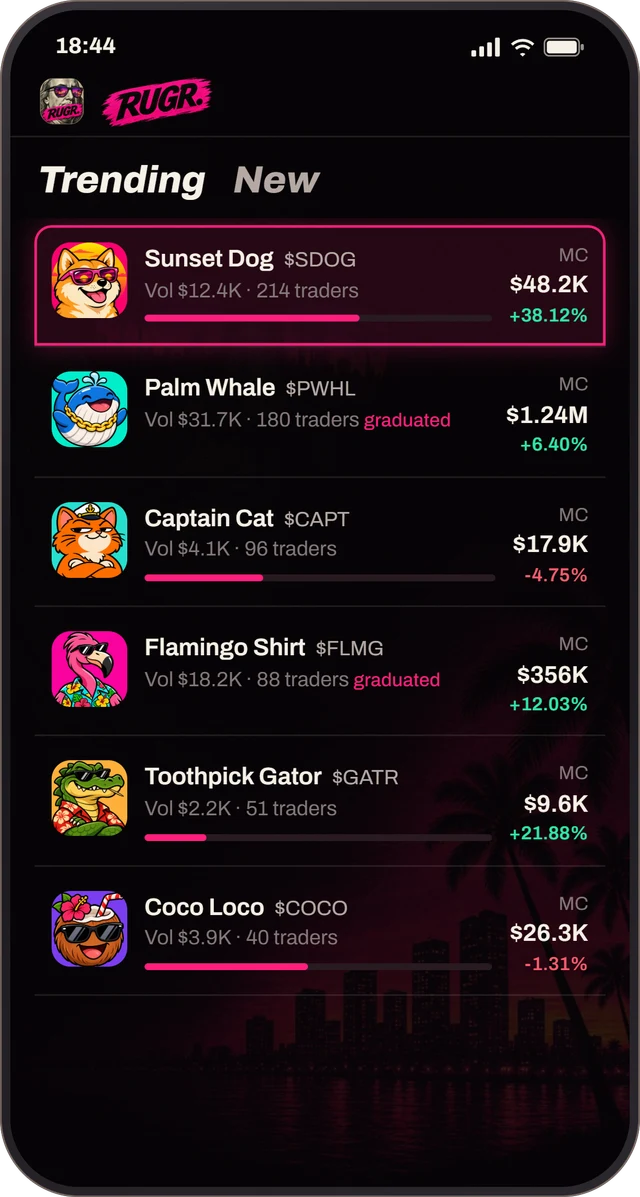 18:44
RUGR.
RUGR.
Trending New
Sunset Dog $SDOG
MC
Vol $12.4K · 214 traders
$48.2K
+38.12%
Palm Whale $PWHL
MC
Vol $31.7K · 180 traders graduated
$1.24M
+6.40%
Captain Cat $CAPT
MC
Vol $4.1K · 96 traders
$17.9K
-4.75%
Flamingo Shirt $FLMG
MC
Vol $18.2K · 88 traders graduated
$356K
+12.03%
Toothpick Gator $GATR
MC
Vol $2.2K · 51 traders
$9.6K
+21.88%
Coco Loco $COCO
MC
Vol $3.9K · 40 traders
$26.3K
-1.31%